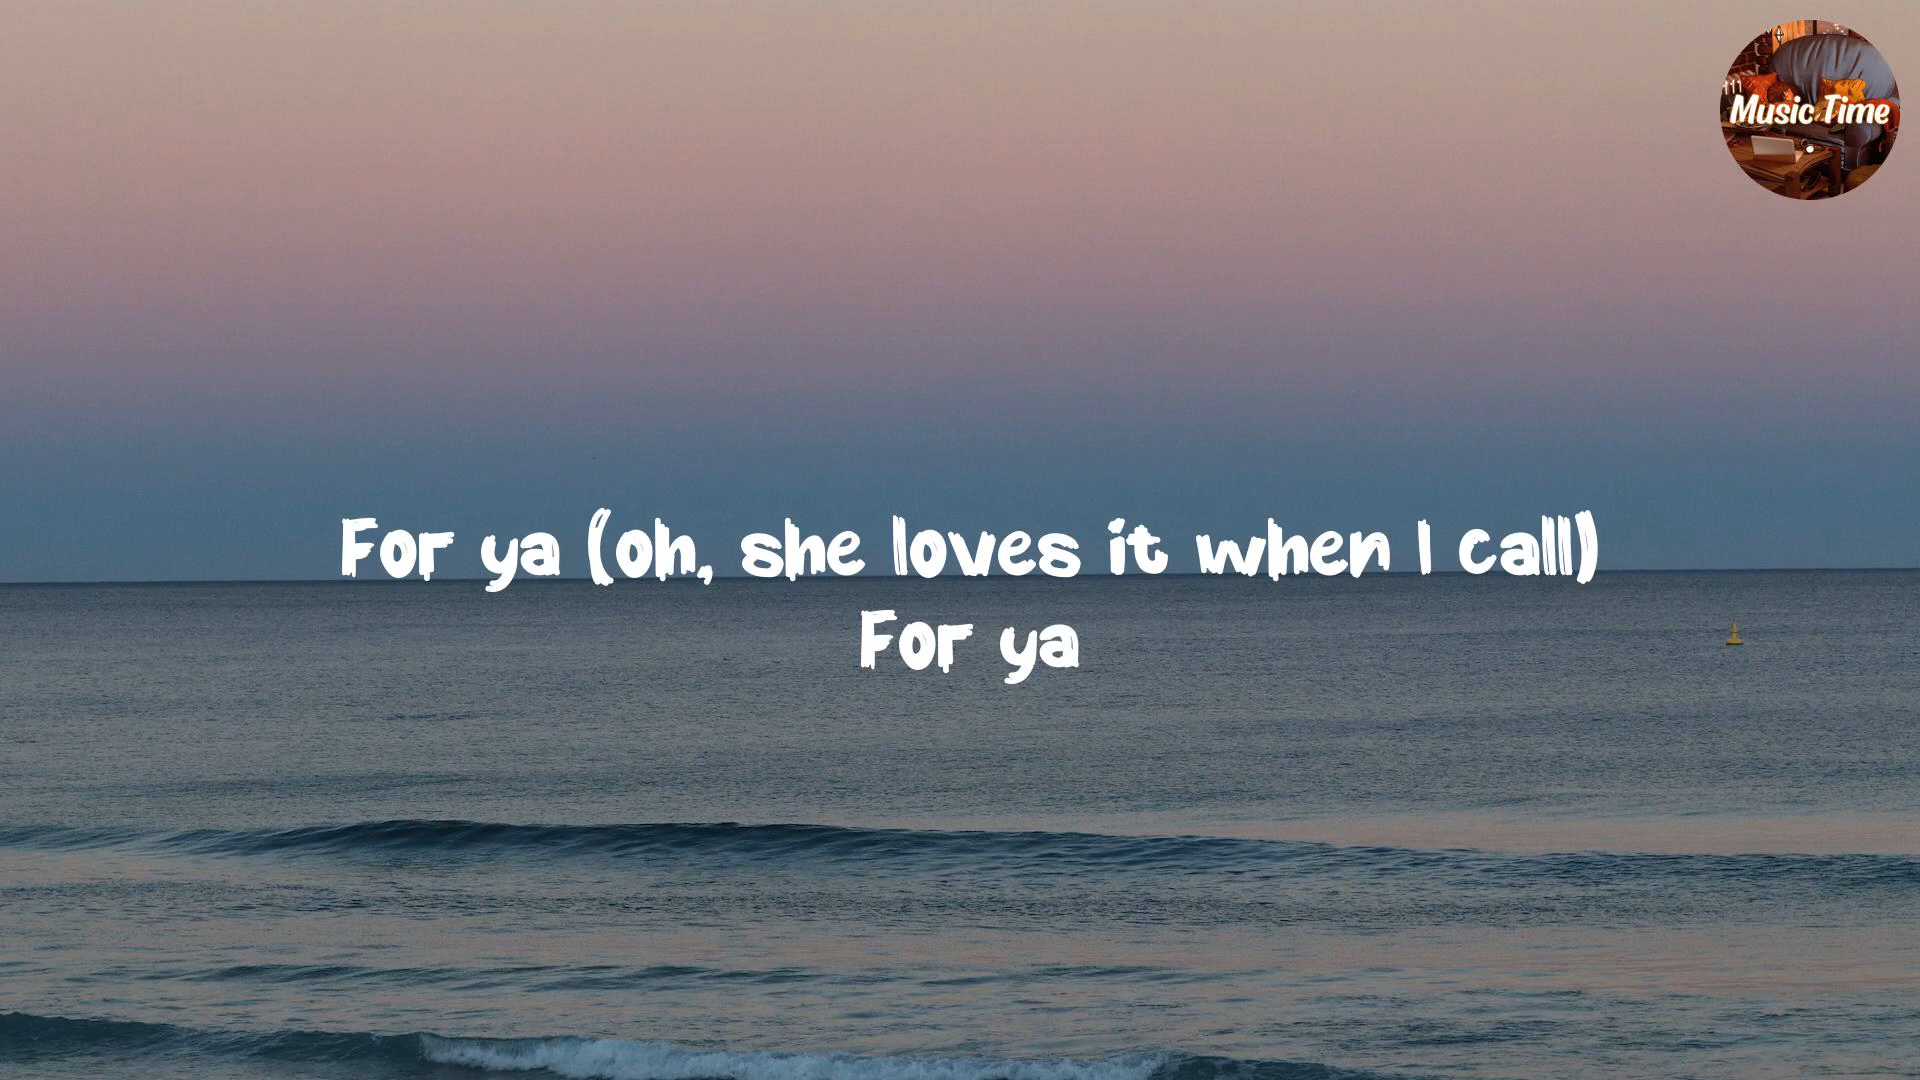 Music Time
For ya (oh, she loves it when I call)
For ya